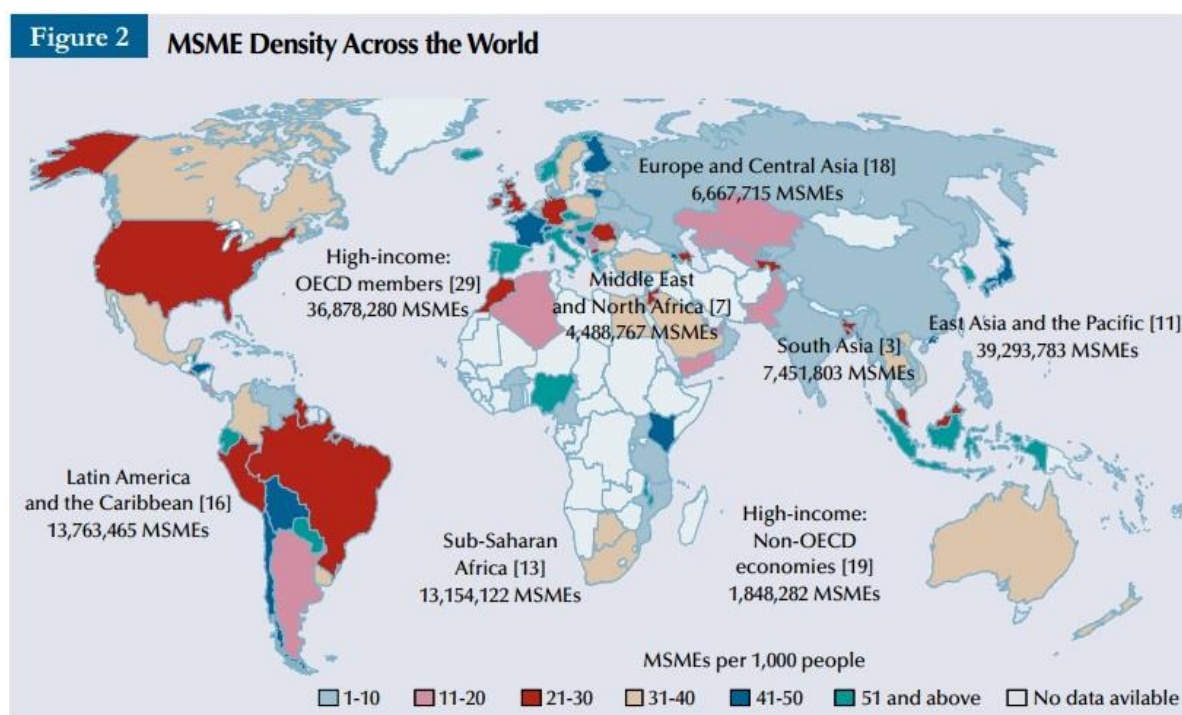 Figure 2
MSME Density Across the World
Europe and Central Asia [18]
6,667,715 MSMEs
High-income:
OECD members [29]
36,878,280 MSMEs
Middle East
and North Africa [7]
4,488,767 MSMEs
South Asia [3]
7,451,803 MSMEs
East Asia and the Pacific [11]
39,293,783 MSMEs
Latin America
and the Caribbean [16]
13,763,465 MSMEs
Sub-Saharan
Africa [13]
13,154,122 MSMEs
High-income:
Non-OECD
economies [19]
1,848,282 MSMEs
MSMEs per 1,000 people
1-10 11-20 21-30 31-40 41-50 51 and above No data avilable